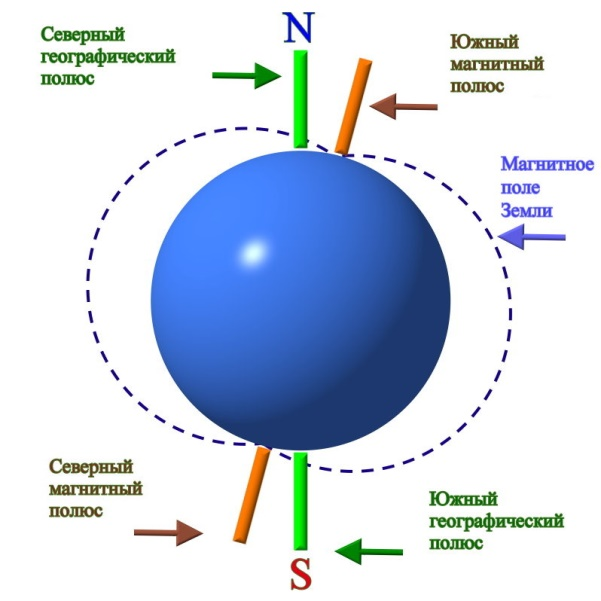 N
Северный
географический
полюс
Южный
магнитный
полюс
Магнитное
поле
Земли
Северный
магнитный
полюс
Южный
географический
полюс
S